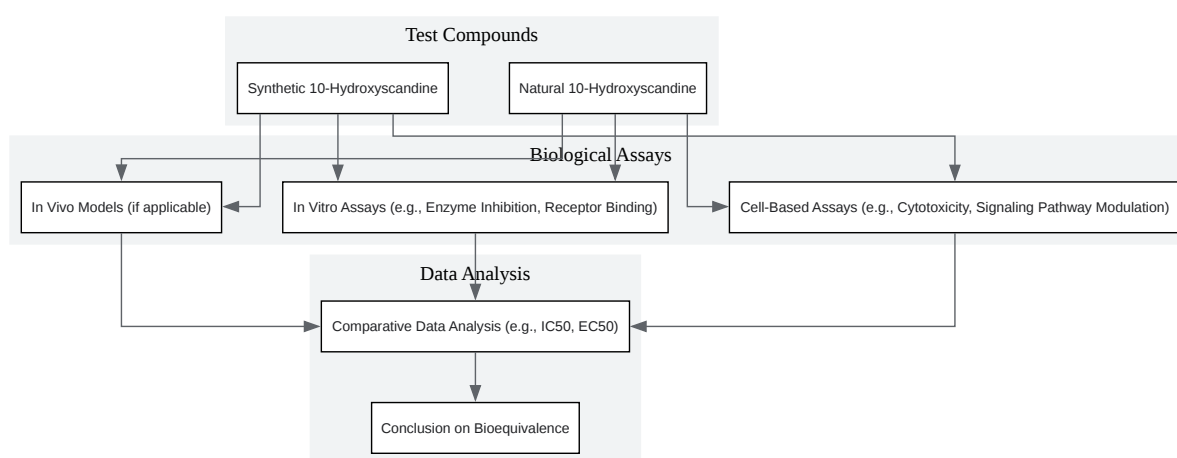 Test Compounds
Synthetic 10-Hydroxyscandine
Natural 10-Hydroxyscandine
Biological Assays
In Vivo Models (if applicable)
In Vitro Assays (e.g., Enzyme Inhibition, Receptor Binding)
Cell-Based Assays (e.g., Cytotoxicity, Signaling Pathway Modulation)
Data Analysis
Comparative Data Analysis (e.g., IC50, EC50)
Conclusion on Bioequivalence